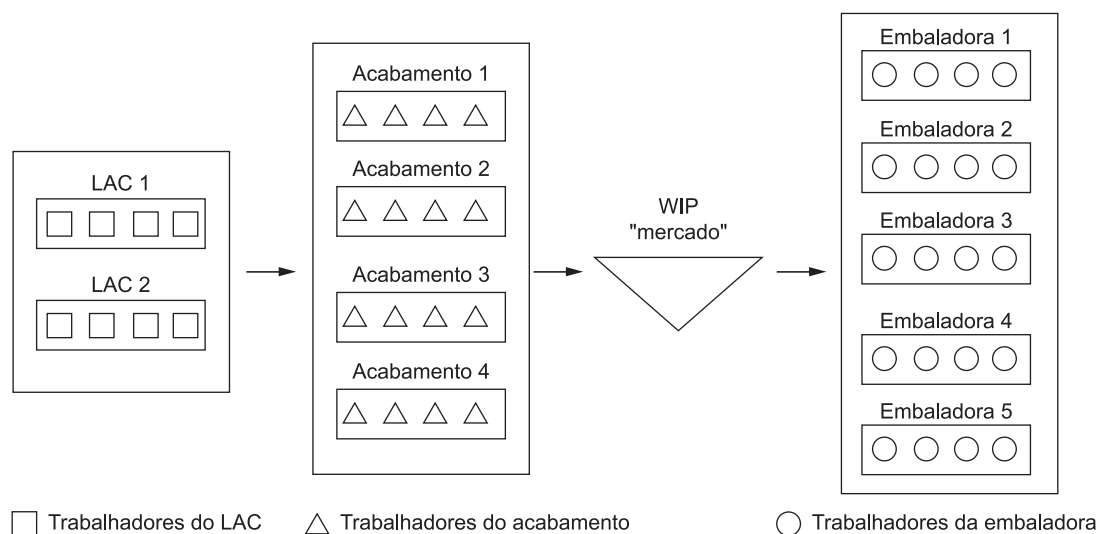 LAC 1
LAC 2
Acabamento 1
Acabamento 2
Acabamento 3
Acabamento 4
WIP
"mercado"
Embaladora 1
Embaladora 2
Embaladora 3
Embaladora 4
Embaladora 5
Trabalhadores do LAC
Trabalhadores do acabamento
Trabalhadores da embaladora